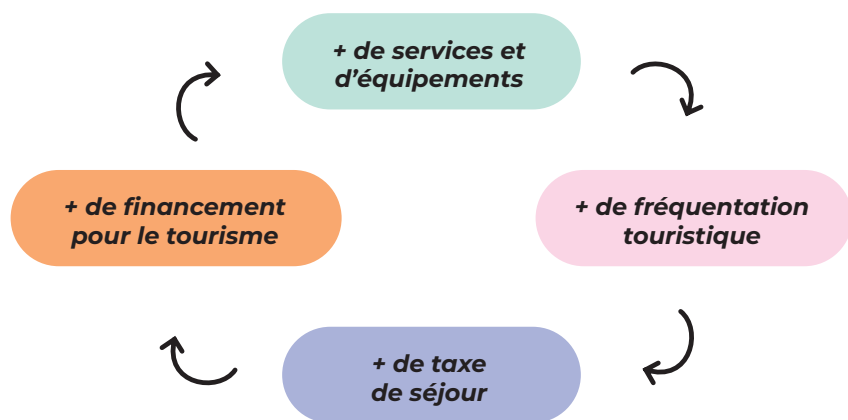 + de services et
d'équipements
+ de financement
pour le tourisme
+ de fréquentation
touristique
+ de taxe
de séjour